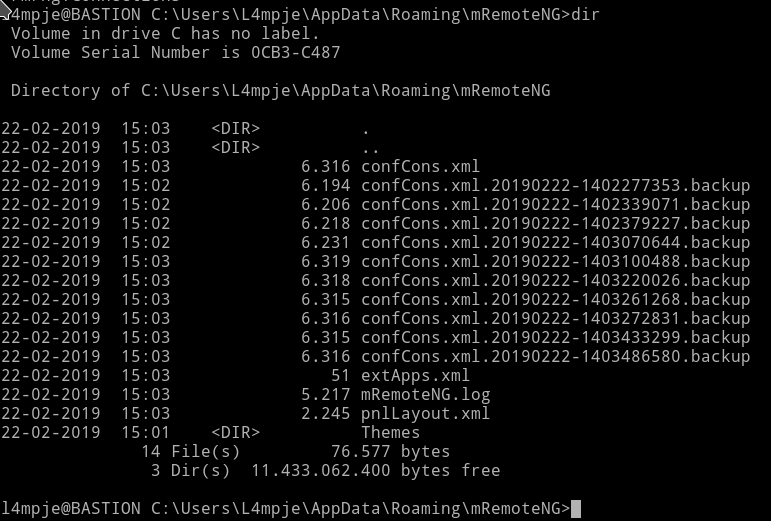 l4mpje@BASTION C:\Users\L4mpje\AppData\Roaming\mRemoteNG>dir
 Volume in drive C has no label.
 Volume Serial Number is 0CB3-C487

 Directory of C:\Users\L4mpje\AppData\Roaming\mRemoteNG

22-02-2019  15:03    <DIR>          .
22-02-2019  15:03    <DIR>          ..
22-02-2019  15:03             6.316 confCons.xml
22-02-2019  15:02             6.194 confCons.xml.20190222-1402277353.backup
22-02-2019  15:02             6.206 confCons.xml.20190222-1402339071.backup
22-02-2019  15:02             6.218 confCons.xml.20190222-1402379227.backup
22-02-2019  15:02             6.231 confCons.xml.20190222-1403070644.backup
22-02-2019  15:03             6.319 confCons.xml.20190222-1403100488.backup
22-02-2019  15:03             6.318 confCons.xml.20190222-1403220026.backup
22-02-2019  15:03             6.315 confCons.xml.20190222-1403261268.backup
22-02-2019  15:03             6.316 confCons.xml.20190222-1403272831.backup
22-02-2019  15:03             6.315 confCons.xml.20190222-1403433299.backup
22-02-2019  15:03             6.316 confCons.xml.20190222-1403486580.backup
22-02-2019  15:03                51 extApps.xml
22-02-2019  15:03             5.217 mRemoteNG.log
22-02-2019  15:03             2.245 pnlLayout.xml
22-02-2019  15:01    <DIR>          Themes
              14 File(s)         76.577 bytes
               3 Dir(s)  11.433.062.400 bytes free

l4mpje@BASTION C:\Users\L4mpje\AppData\Roaming\mRemoteNG>